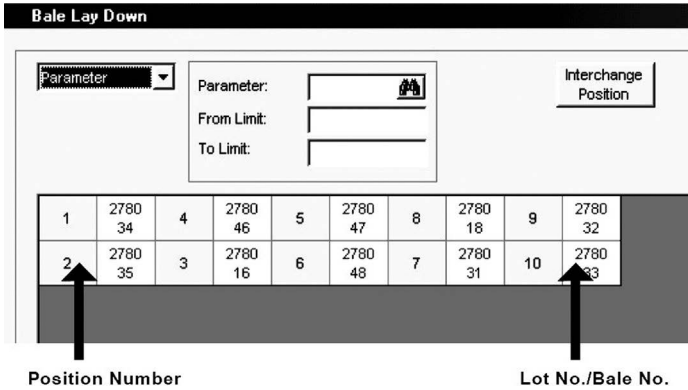 Bale Lay Down
Parameter
Parameter:
From Limit:
To Limit:
Interchange
Position
1 2780 34 4 2780 46 5 2780 47 8 2780 18 9 2780 32
2 2780 35 3 2780 16 6 2780 48 7 2780 31 10 2780 33
Position Number
Lot No./Bale No.